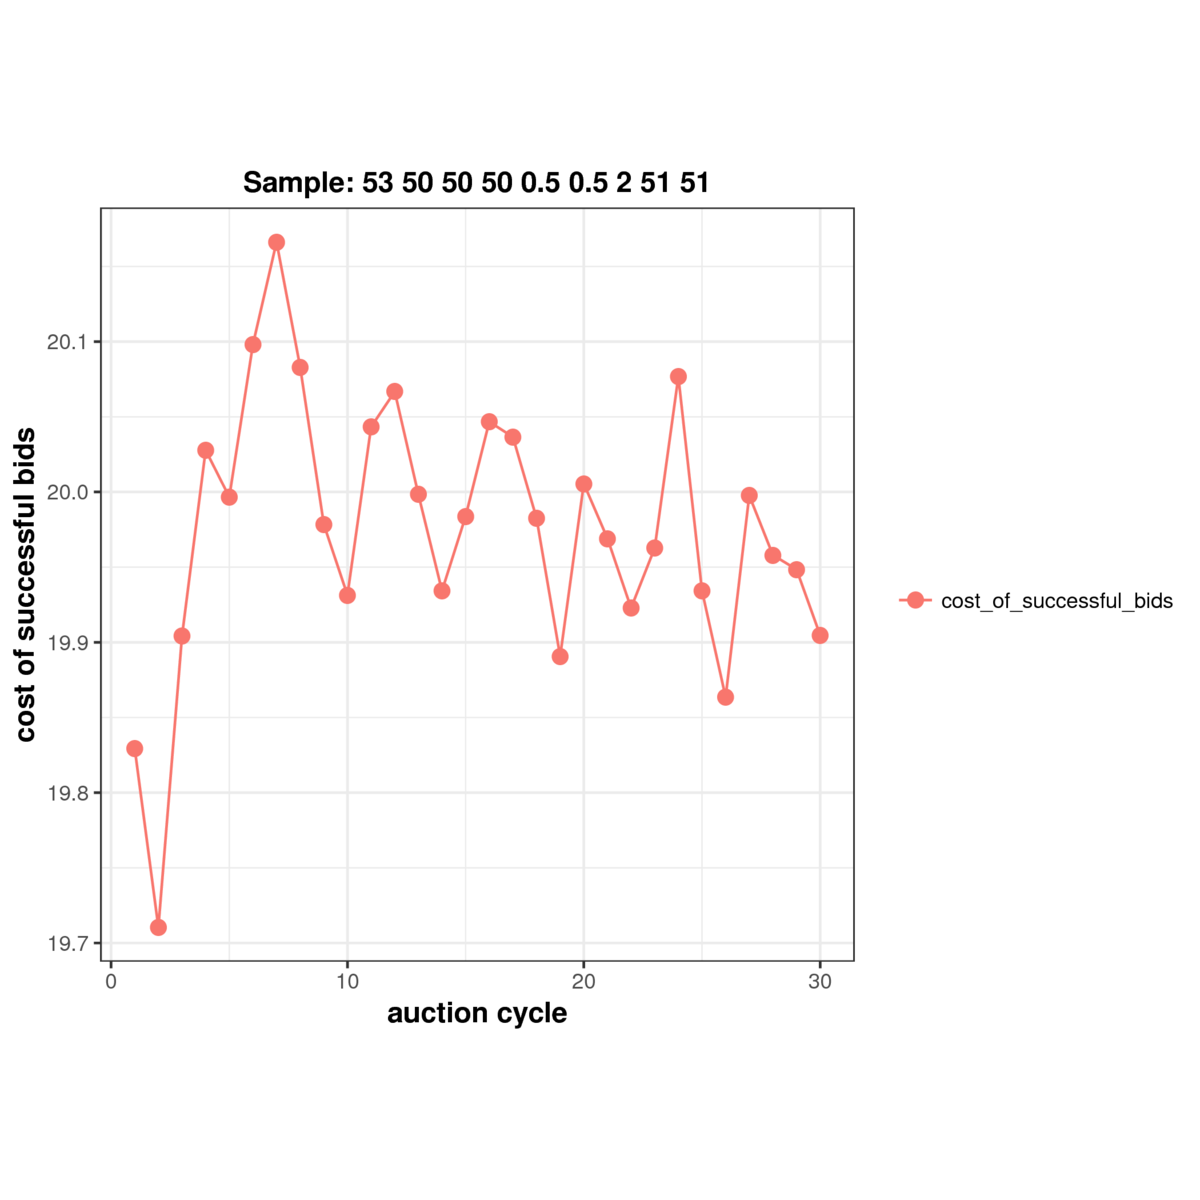 Sample: 53 50 50 50 0.5 0.5 2 51 51
cost of successful bids
20.1
20.0
19.9
19.8
19.7
0 10 20 30
auction cycle
cost_of_successful_bids